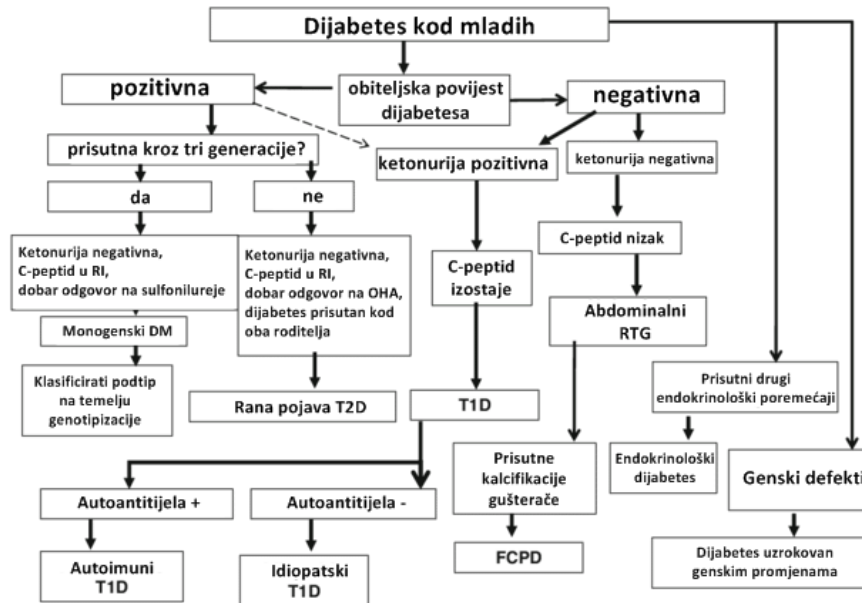 Dijabetes kod mladih
pozitivna
obiteljska povijest
dijabetesa
negativna
prisutna kroz tri generacije?
ketonurija pozitivna
ketonurija negativna
da
ne
C-peptid nizak
Ketonurija negativna,
C-peptid u RI,
dobar odgovor na sulfonilureje
Ketonurija negativna,
C-peptid u RI,
dobar odgovor na OHA,
dijabetes prisutan kod
oba roditelja
C-peptid
izostaje
Abdominalni
RTG
Monogenski DM
Klasificirati podtip
na temelju
genotipizacije
Rana pojava T2D
T1D
Prisutni drugi
endokrinološki poremećaji
Prisutne
kalcifikacije
gušterače
Endokrinološki
dijabetes
Genski defekti
Autoantitijela +
Autoantitijela -
Autoimuni
T1D
Idiopatski
T1D
FCPD
Dijabetes uzrokovan
genskim promjenama